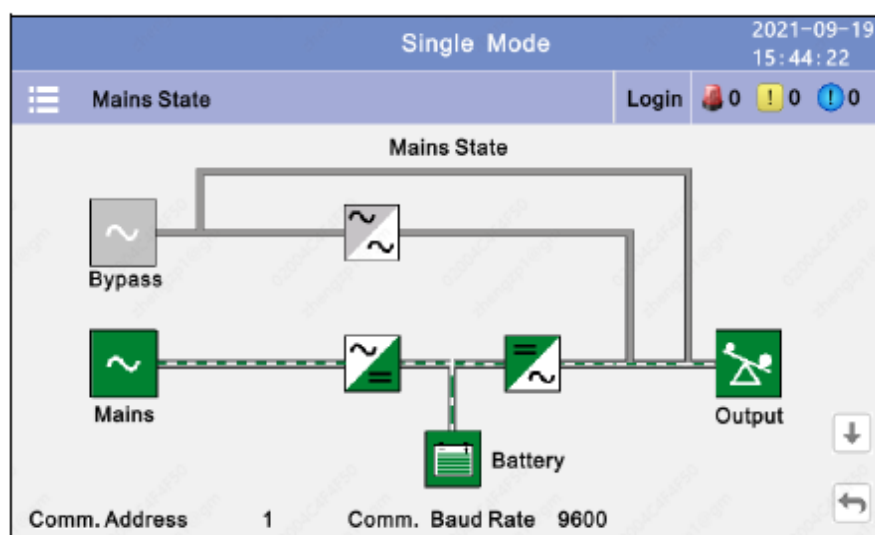 Single Mode
2021-09-19
15:44:22
Mains State
Login 0 0 0
Mains State
Bypass
Mains
Output
Battery
Comm. Address 1 Comm. Baud Rate 9600